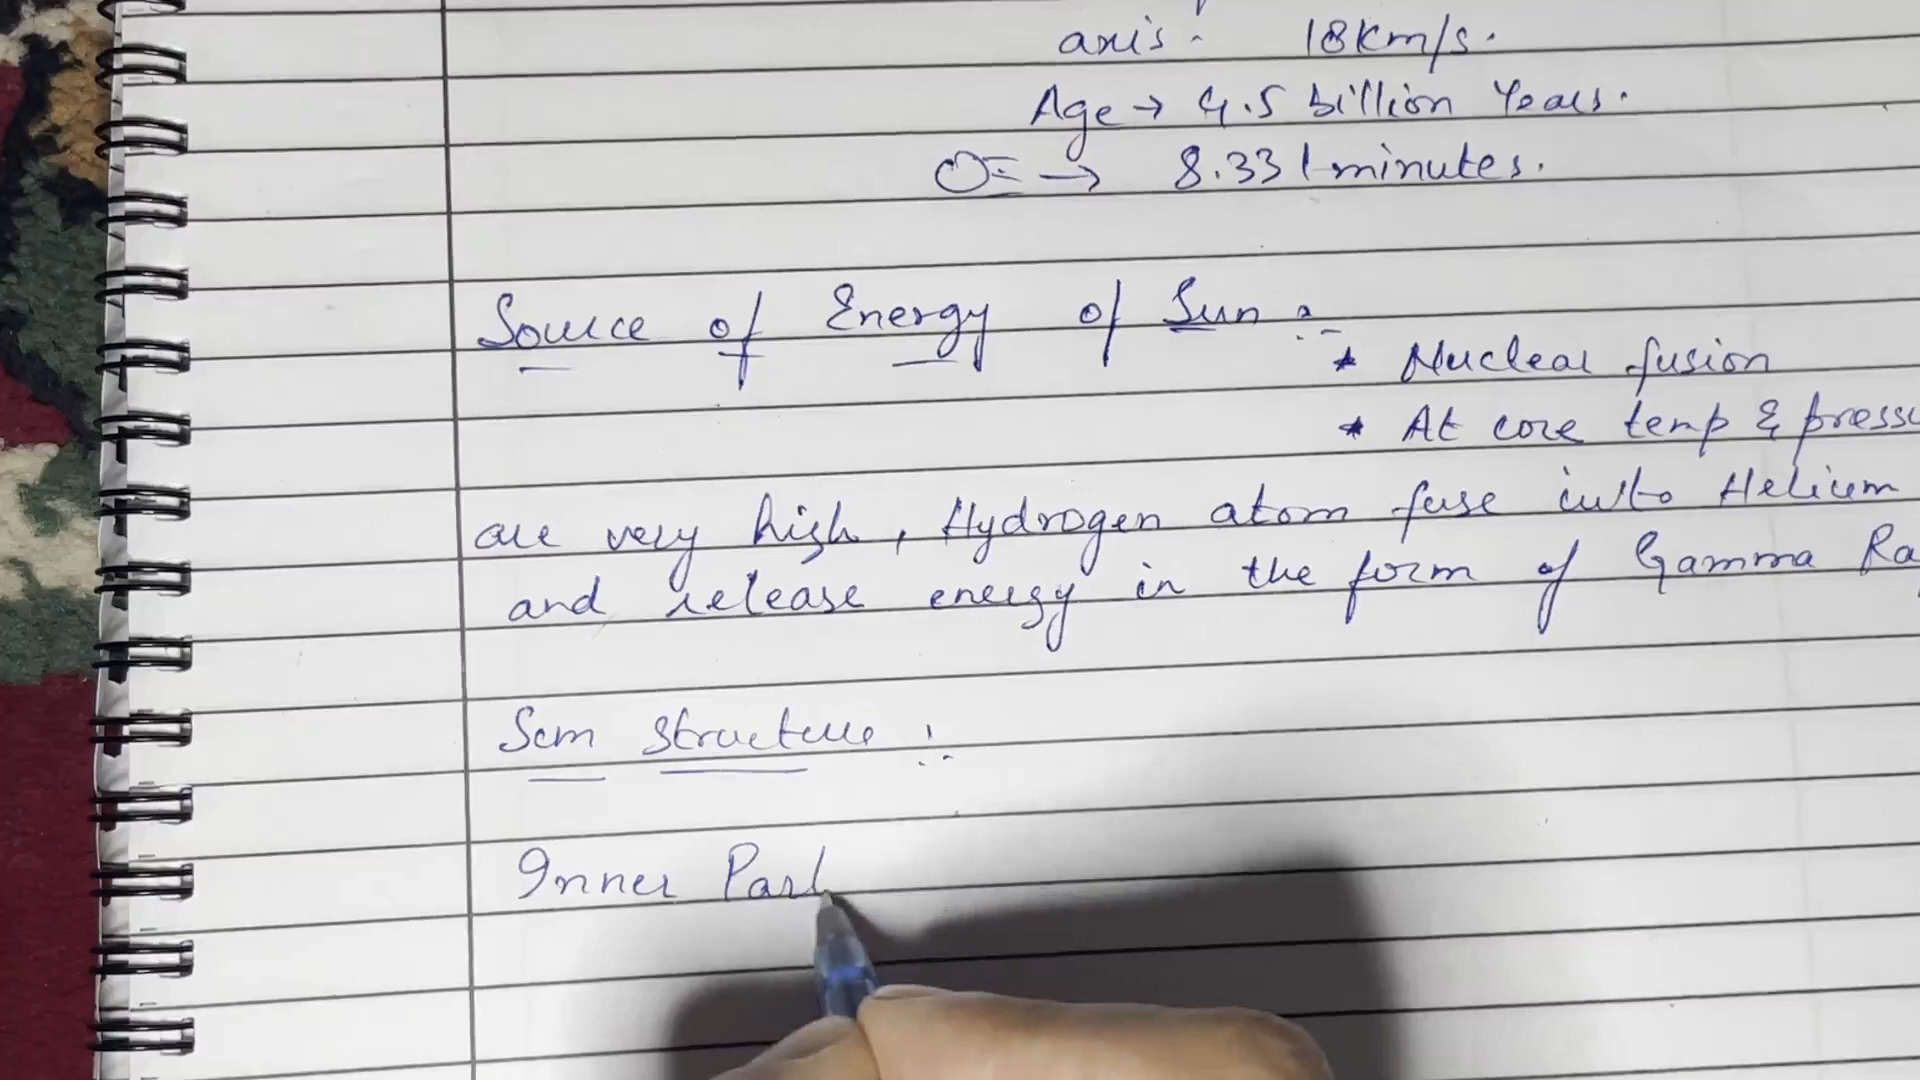 axis: 18km/s.
Age → 4.5 billion Years.
→ 8.331 minutes.
Source of Energy of Sun :-
* Nuclear fusion
* At core temp & pressu
are very high, Hydrogen atom fuse into Helium
and release energy in the form of Gamma Ra
Sun structure :-
Inner Part